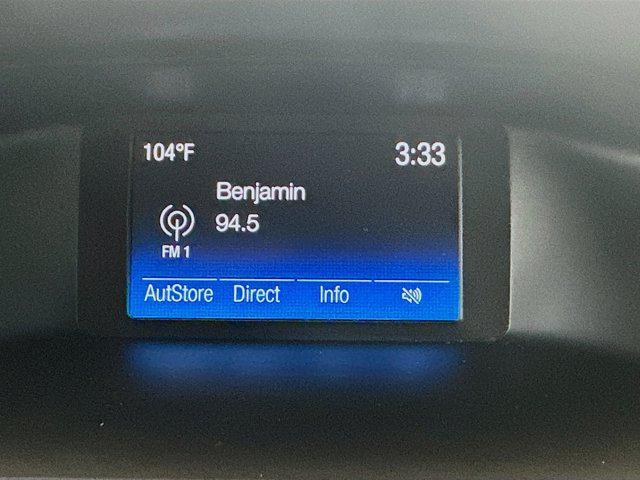 104°F 3:33
Benjamin
94.5
FM 1
AutStore Direct Info